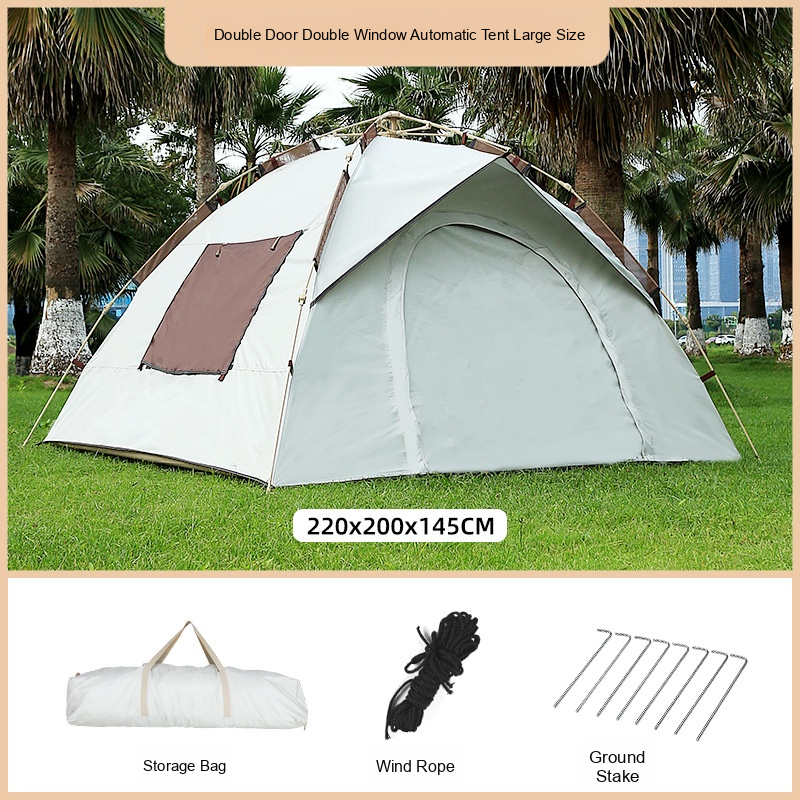 Double Door Double Window Automatic Tent Large Size
220x200x145CM
Storage Bag
Wind Rope
Ground
Stake